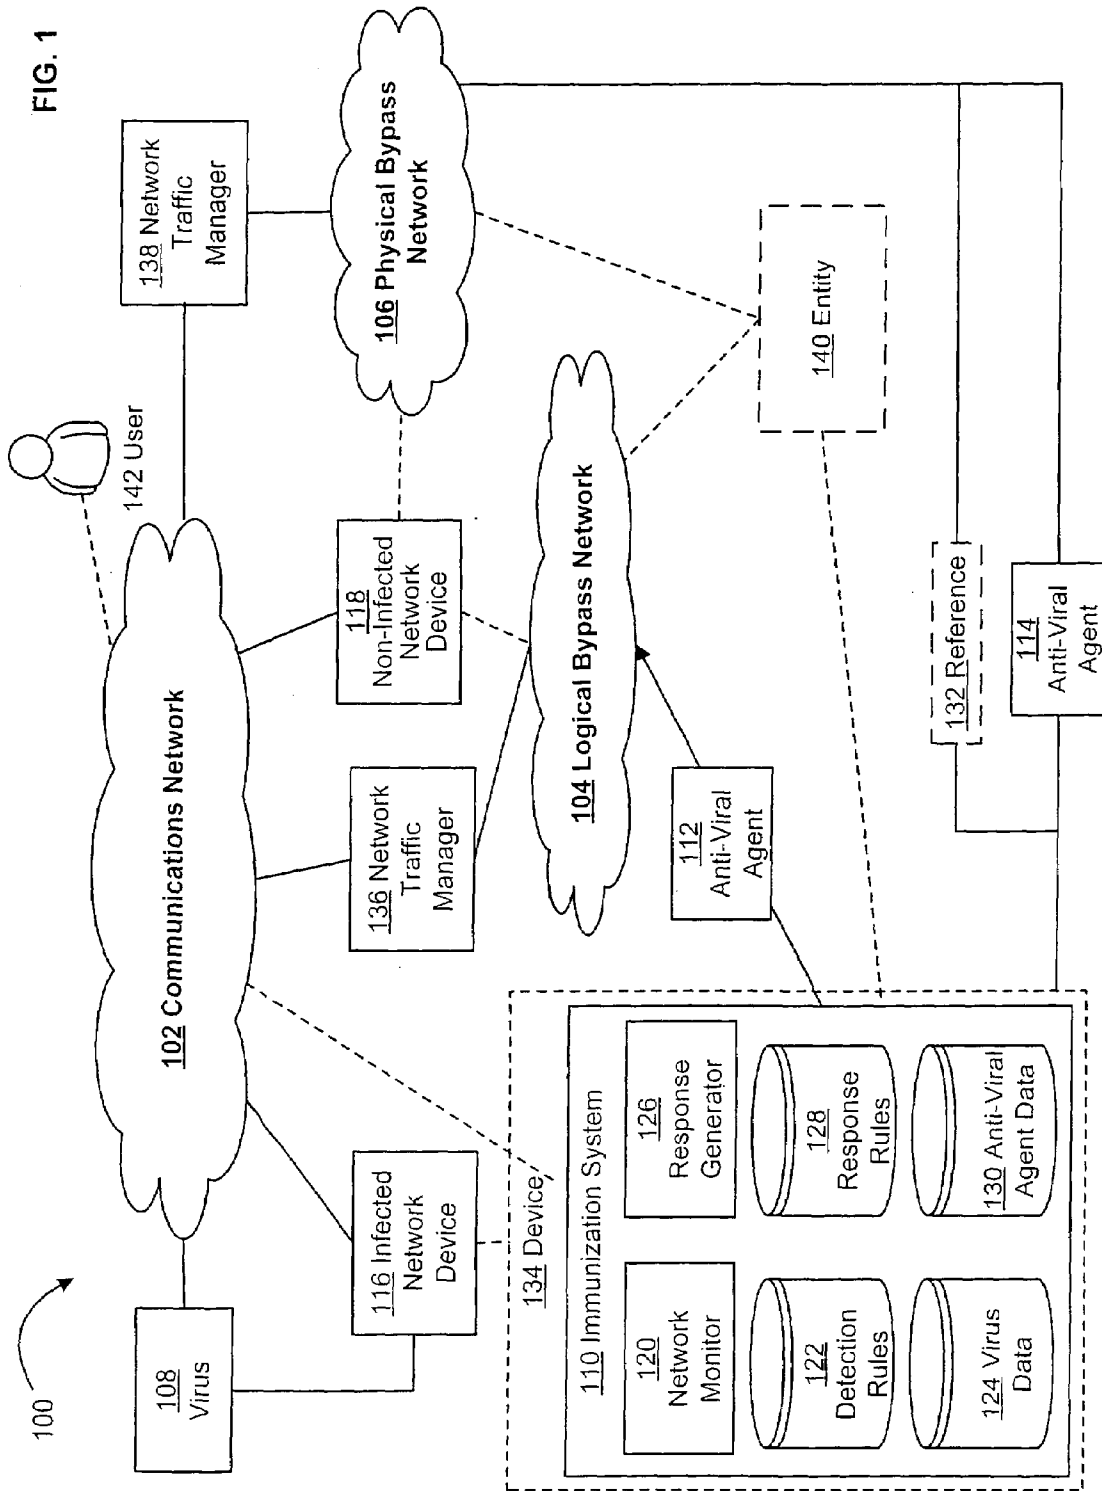 FIG. 1
100
142 User
102 Communications Network
108
Virus
138 Network
Traffic
Manager
116 Infected
Network
Device
136 Network
Traffic
Manager
118
Non-Infected
Network
Device
106 Physical Bypass
Network
104 Logical Bypass Network
134 Device
110 Immunization System
120
Network
Monitor
126
Response
Generator
122
Detection
Rules
128
Response
Rules
124 Virus
Data
130 Anti-Viral
Agent Data
112
Anti-Viral
Agent
140 Entity
132 Reference
114
Anti-Viral
Agent